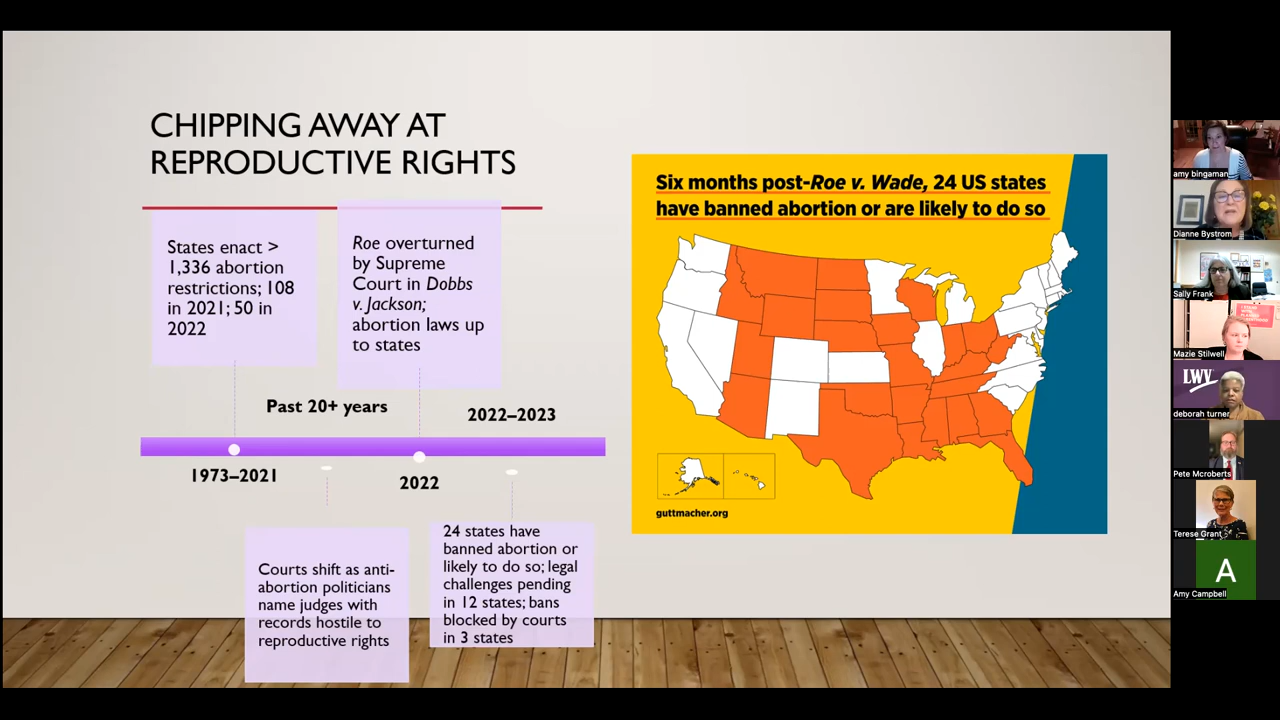 CHIPPING AWAY AT
REPRODUCTIVE RIGHTS
States enact >
1,336 abortion
restrictions; 108
in 2021; 50 in
2022
Roe overturned
by Supreme
Court in Dobbs
v. Jackson;
abortion laws up
to states
Past 20+ years
2022–2023
1973–2021
2022
Courts shift as anti-
abortion politicians
name judges with
records hostile to
reproductive rights
24 states have
banned abortion or
likely to do so; legal
challenges pending
in 12 states; bans
blocked by courts
in 3 states
Six months post-Roe v. Wade, 24 US states
have banned abortion or are likely to do so
guttmacher.org
amy bingaman
Dianne Bystrom
Sally Frank
Mazie Stilwell
LWV
deborah turner
Pete Mcroberts
Terese Grant
A
Amy Campbell